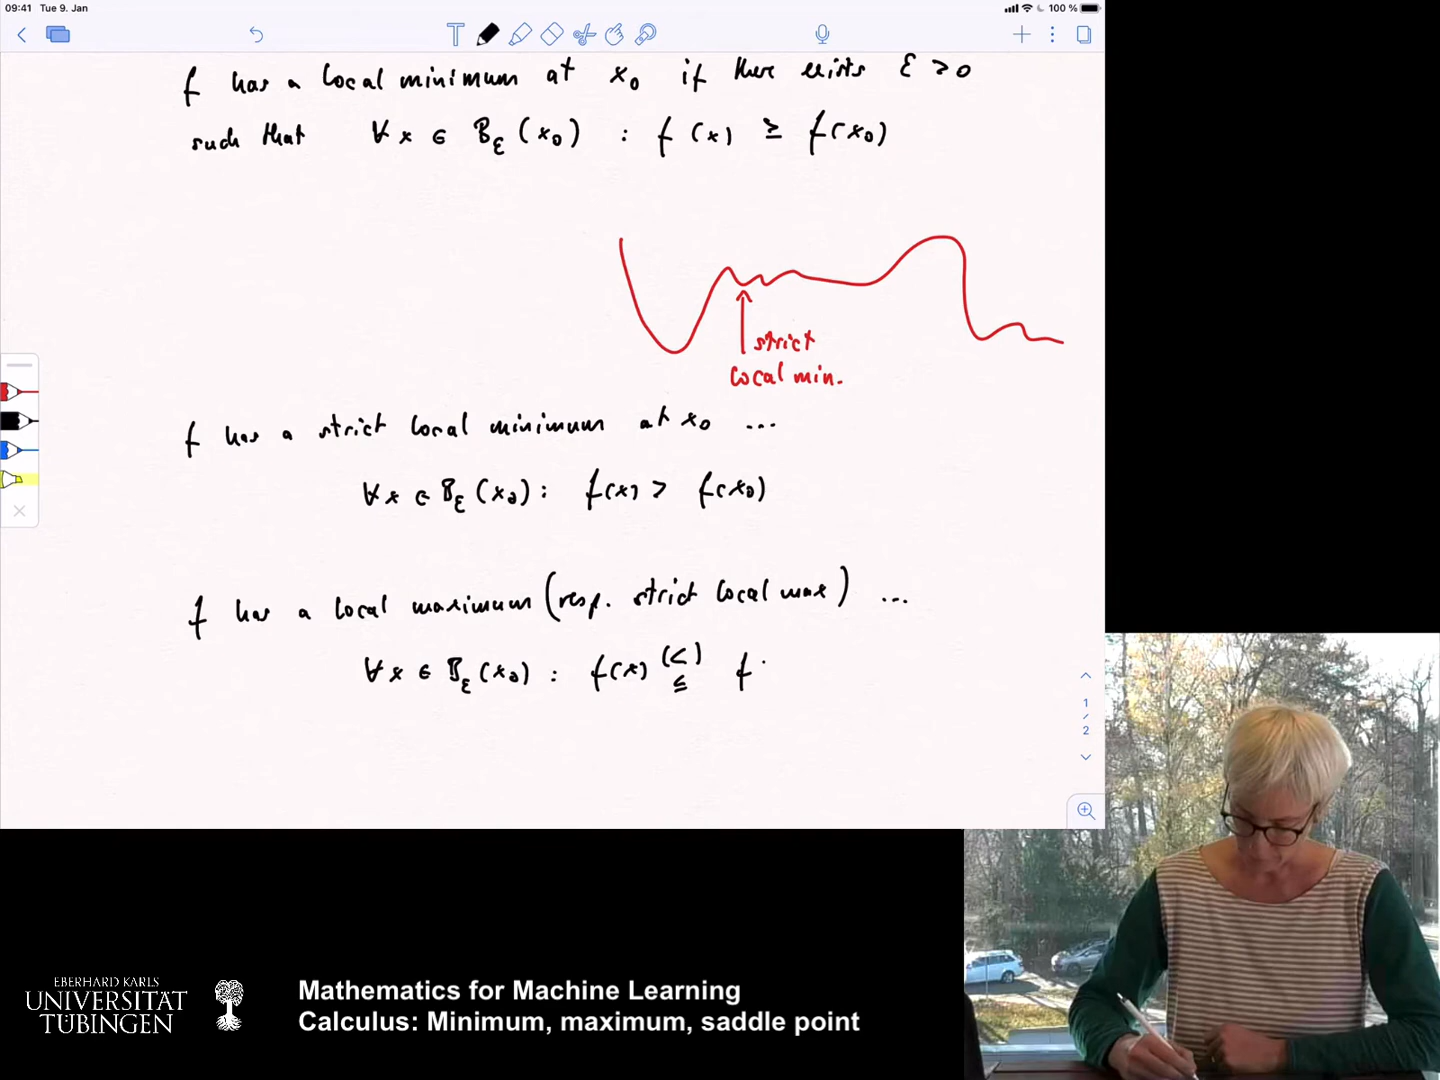 09:41 Tue 9. Jan
100 %
f has a local minimum at x₀ if there exists ε > 0
such that ∀ x ∈ B_ε (x₀) : f (x) ≥ f(x₀)
strict
local min.
f has a strict local minimum at x₀ ...
∀ x ∈ B_ε (x₀) : f(x) > f(x₀)
f has a local maximum (resp. strict local max) ...
∀ x ∈ B_ε (x₀) : f(x) (<) ≤ f
1
/
2
EBERHARD KARLS
UNIVERSITÄT
TÜBINGEN
Mathematics for Machine Learning
Calculus: Minimum, maximum, saddle point